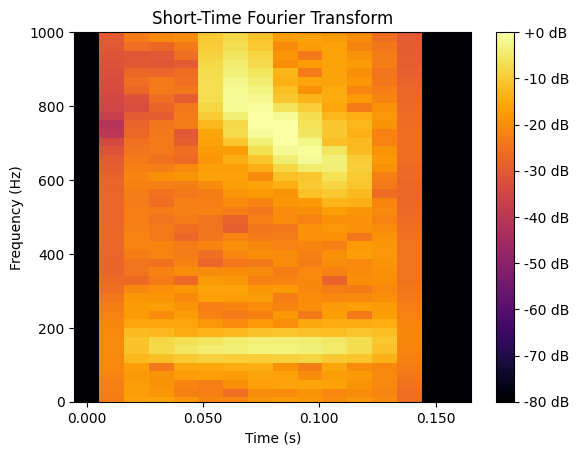 Short-Time Fourier Transform
1000
800
600
400
200
0
Frequency (Hz)
0.000
0.050
0.100
0.150
Time (s)
+0 dB
-10 dB
-20 dB
-30 dB
-40 dB
-50 dB
-60 dB
-70 dB
-80 dB